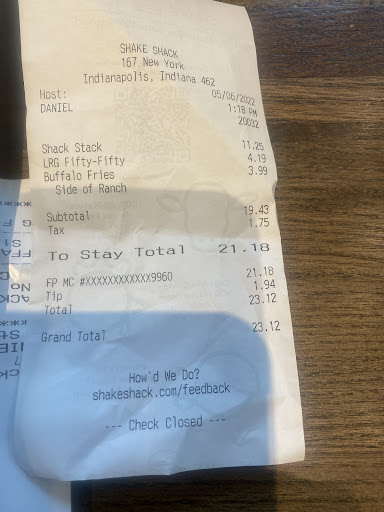 SHAKE SHACK
167 New York
Indianapolis, Indiana 462
Host: 05/06/2022
DANIEL 1:18 PM
20032
Shack Stack 11.25
LRG Fifty-Fifty 4.19
Buffalo Fries 3.99
Side of Ranch
Subtotal 19.43
Tax 1.75
To Stay Total 21.18
FP MC #XXXXXXXXXXXX9960 21.18
Tip 1.94
Total 23.12
Grand Total 23.12
How'd We Do?
shakeshack.com/feedback
--- Check Closed ---